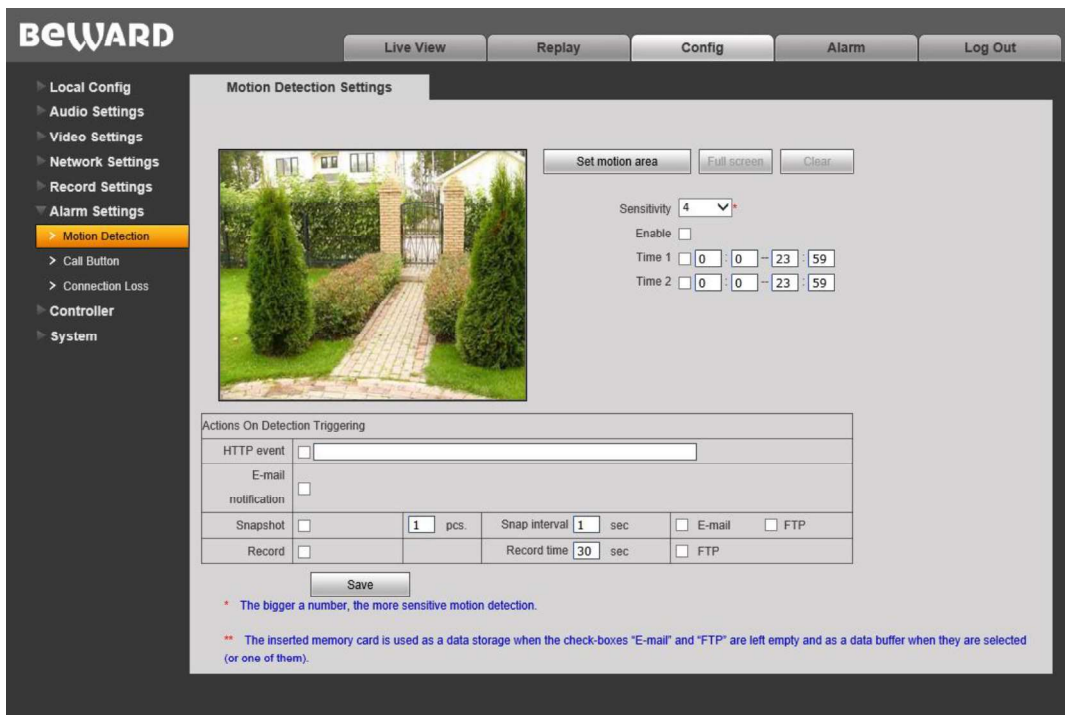 BEWARD
Live View Replay Config Alarm Log Out
Local Config
Audio Settings
Video Settings
Network Settings
Record Settings
Alarm Settings
> Motion Detection
> Call Button
> Connection Loss
Controller
System
Motion Detection Settings
Set motion area Full screen Clear
Sensitivity 4 *
Enable
Time 1 0 : 0 -- 23 : 59
Time 2 0 : 0 -- 23 : 59
Actions On Detection Triggering
HTTP event
E-mail
notification
Snapshot 1 pcs. Snap interval 1 sec E-mail FTP
Record Record time 30 sec FTP
Save
* The bigger a number, the more sensitive motion detection.
** The inserted memory card is used as a data storage when the check-boxes “E-mail” and “FTP” are left empty and as a data buffer when they are selected
(or one of them).